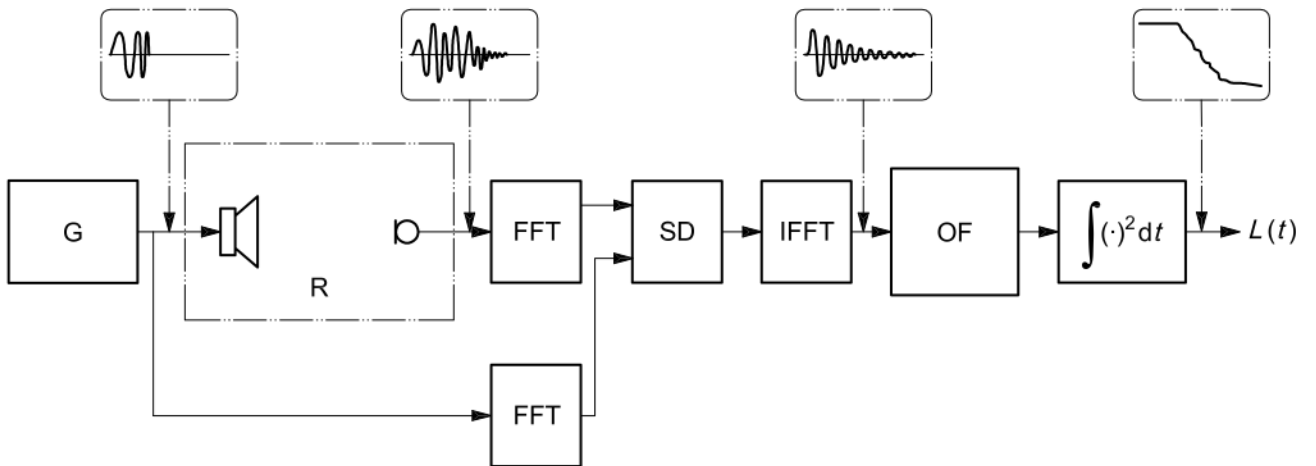 G
R
FFT
SD
IFFT
OF
∫(·)²dt
L(t)
FFT